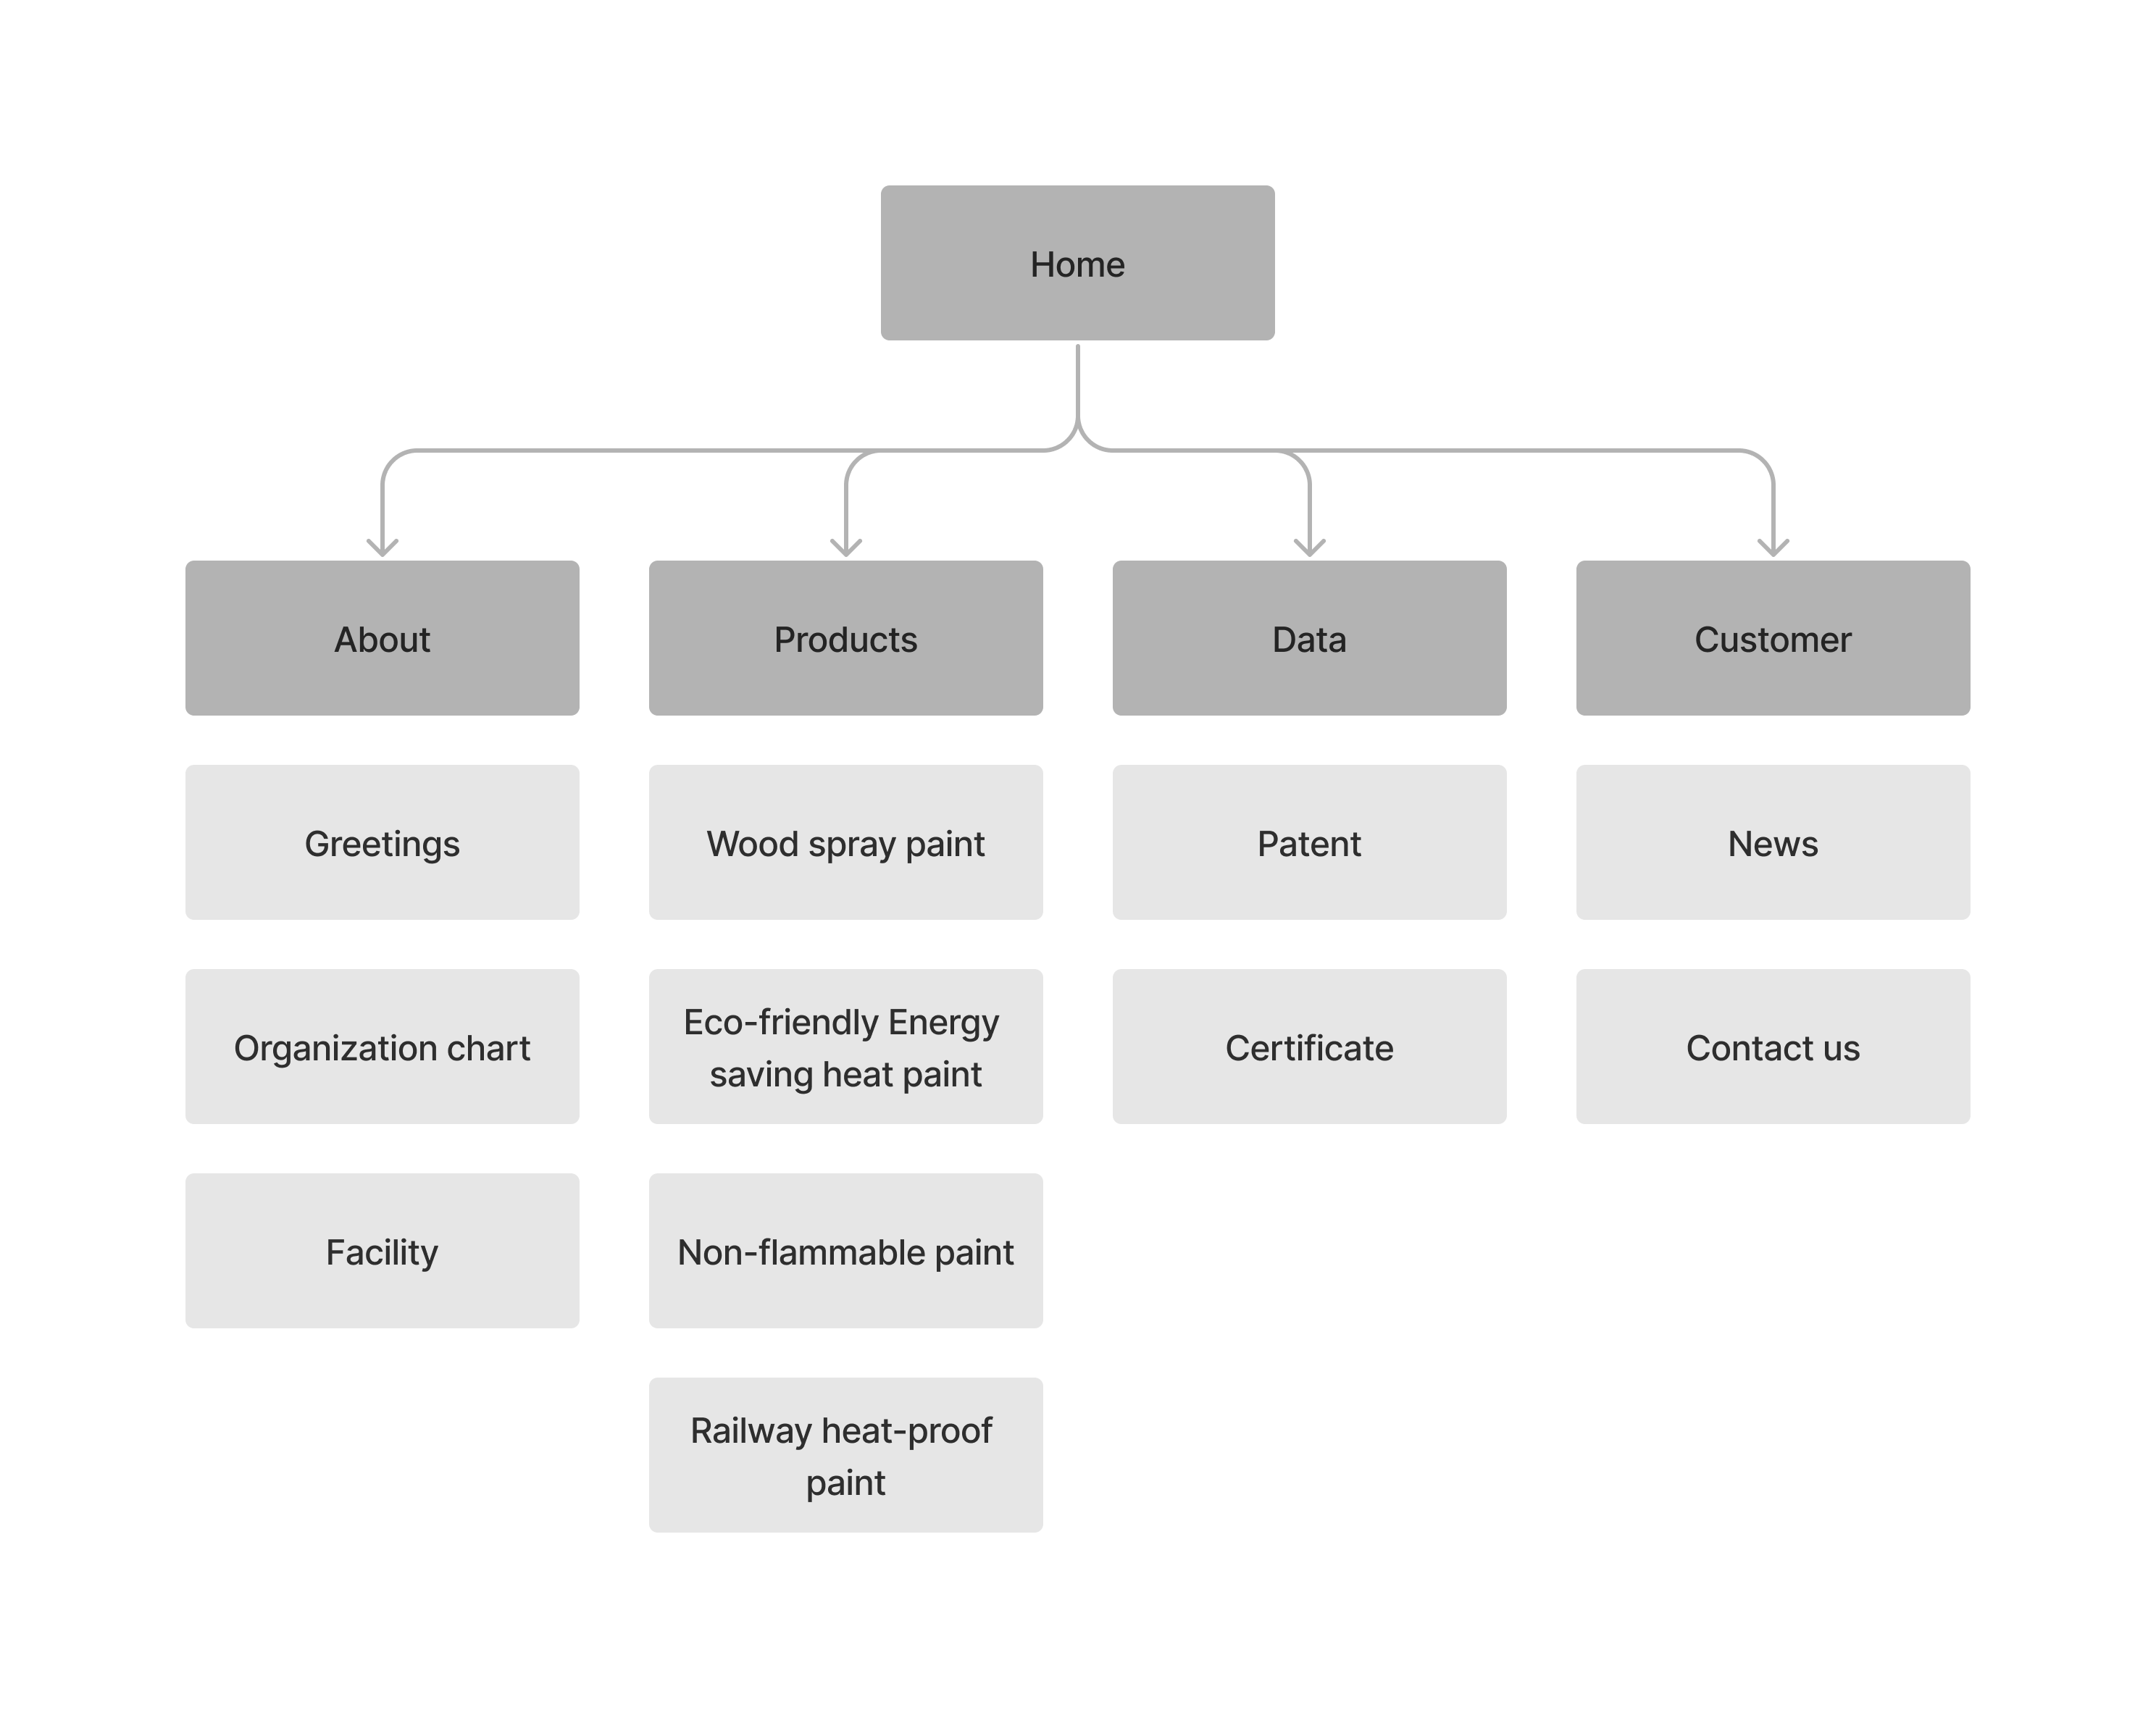 Home
About
Products
Data
Customer
Greetings
Wood spray paint
Patent
News
Organization chart
Eco-fiendly Energy
saving heat paint
Certificate
Contact us
Facility
Non-flammable paint
Railway heat-proof
paint